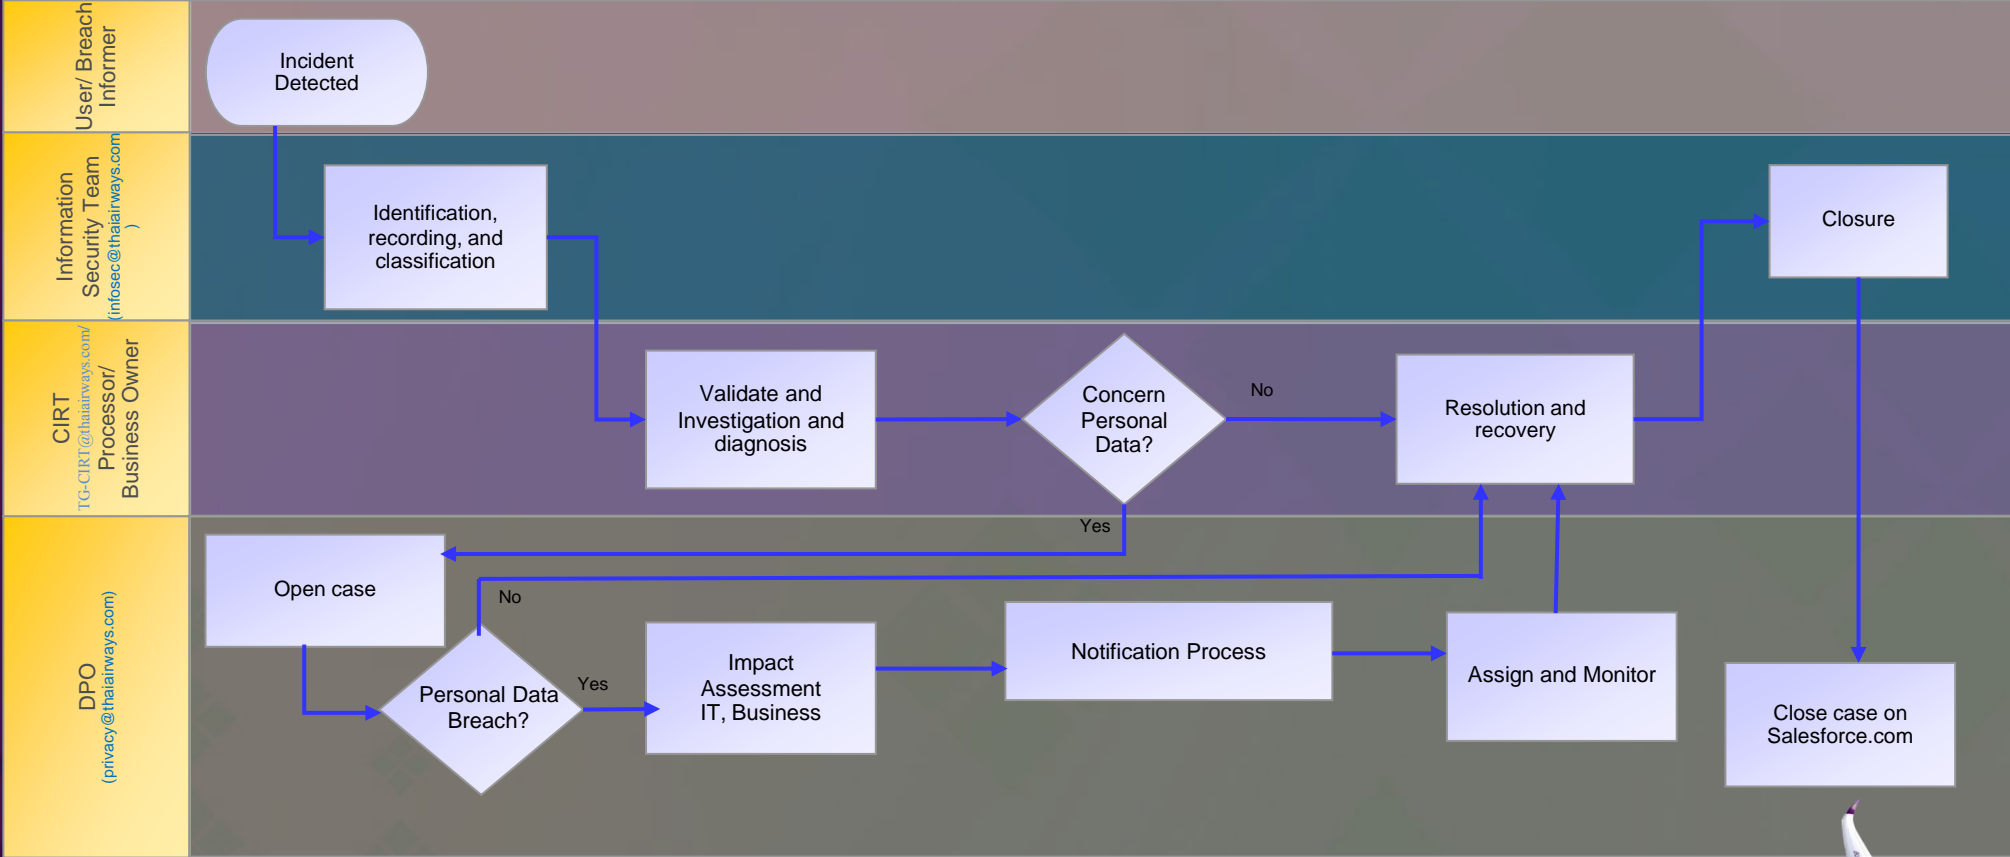 User/ Breach
Informer
Incident
Detected
Information
Security Team
(infosec@thaiairways.com
)
Identification,
recording, and
classification
Closure
CIRT
TG-CIRT@thaiairways.com/
Processor/
Business Owner
Validate and
Investigation and
diagnosis
Concern
Personal
Data?
No
Resolution and
recovery
Yes
DPO
(privacy@thaiairways.com)
Open case
No
Personal Data
Breach?
Yes
Impact
Assessment
IT, Business
Notification Process
Assign and Monitor
Close case on
Salesforce.com